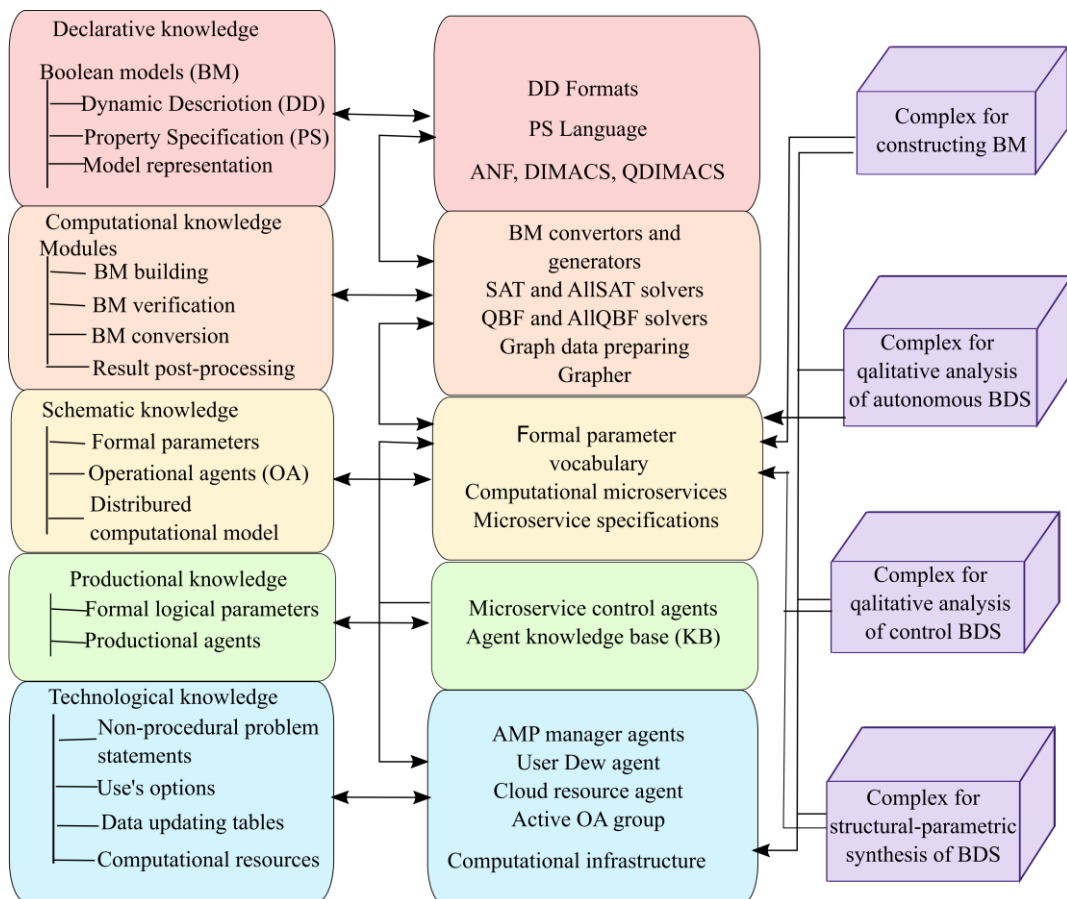 Declarative knowledge
Boolean models (BM)
Dynamic Descriotion (DD)
Property Specification (PS)
Model representation
DD Formats
PS Language
ANF, DIMACS, QDIMACS
Computational knowledge
Modules
BM building
BM verification
BM conversion
Result post-processing
BM convertors and
generators
SAT and AllSAT solvers
QBF and AllQBF solvers
Graph data preparing
Grapher
Schematic knowledge
Formal parameters
Operational agents (OA)
Distribured
computational model
Formal parameter
vocabulary
Computational microservices
Microservice specifications
Productional knowledge
Formal logical parameters
Productional agents
Microservice control agents
Agent knowledge base (KB)
Technological knowledge
Non-procedural problem
statements
Use's options
Data updating tables
Computational resources
AMP manager agents
User Dew agent
Cloud resource agent
Active OA group
Computational infrastructure
Complex for
constructing BM
Complex for
qalitative analysis
of autonomous BDS
Complex for
qalitative analysis
of control BDS
Complex for
structural-parametric
synthesis of BDS